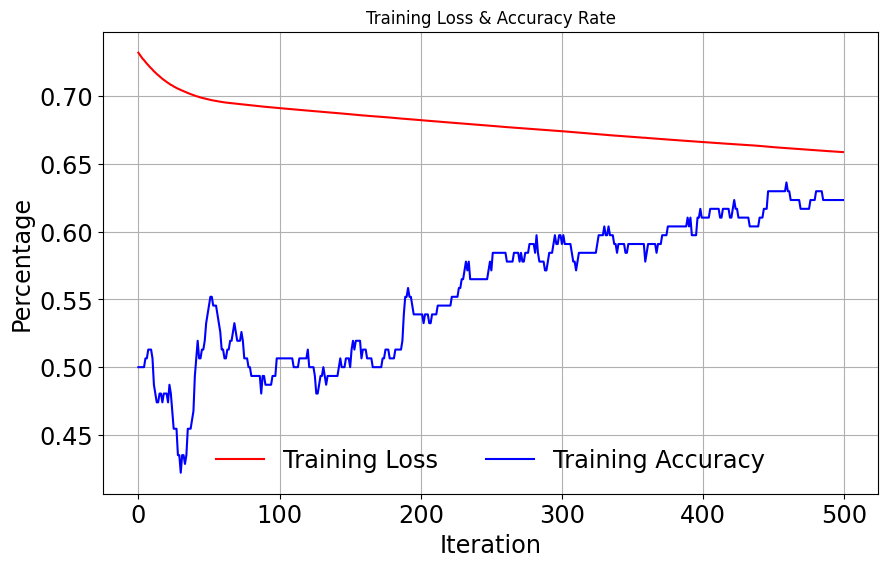 Training Loss & Accuracy Rate
0.70
0.65
0.60
0.55
0.50
0.45
Percentage
Training Loss
Training Accuracy
0
100
200
300
400
500
Iteration